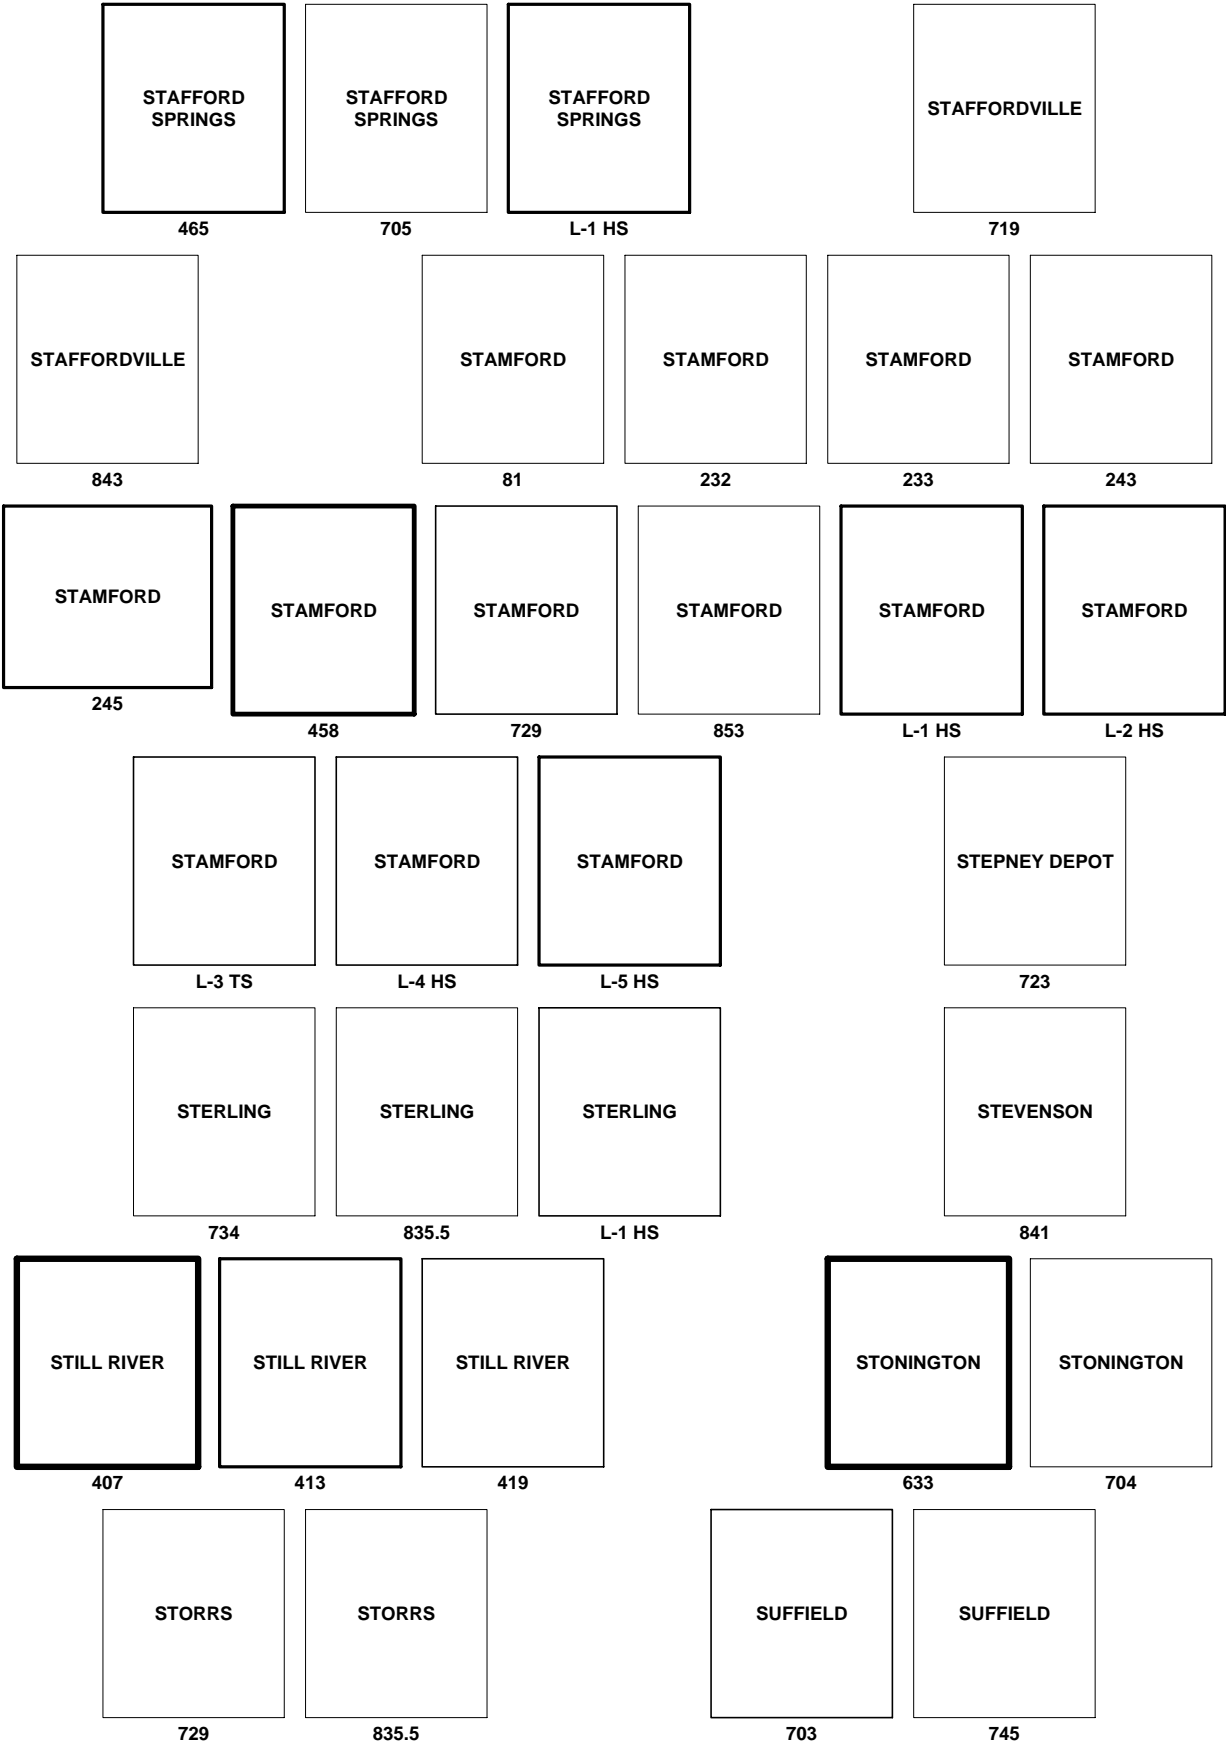 STAFFORD
SPRINGS
465
STAFFORD
SPRINGS
705
STAFFORD
SPRINGS
L-1 HS
STAFFORDVILLE
719
STAFFORDVILLE
843
STAMFORD
81
STAMFORD
232
STAMFORD
233
STAMFORD
243
STAMFORD
245
STAMFORD
458
STAMFORD
729
STAMFORD
853
STAMFORD
L-1 HS
STAMFORD
L-2 HS
STAMFORD
L-3 TS
STAMFORD
L-4 HS
STAMFORD
L-5 HS
STEPNEY DEPOT
723
STERLING
734
STERLING
835.5
STERLING
L-1 HS
STEVENSON
841
STILL RIVER
407
STILL RIVER
413
STILL RIVER
419
STONINGTON
633
STONINGTON
704
STORRS
729
STORRS
835.5
SUFFIELD
703
SUFFIELD
745